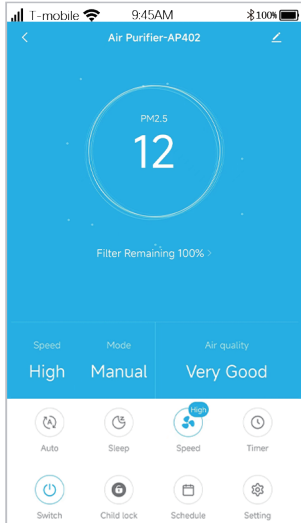 T-mobile 9:45AM 100%
Air Purifier-AP402
PM2.5
12
Filter Remaining 100% >
Speed Mode Air quality
High Manual Very Good
High
Auto Sleep Speed Timer
Switch Child lock Schedule Setting